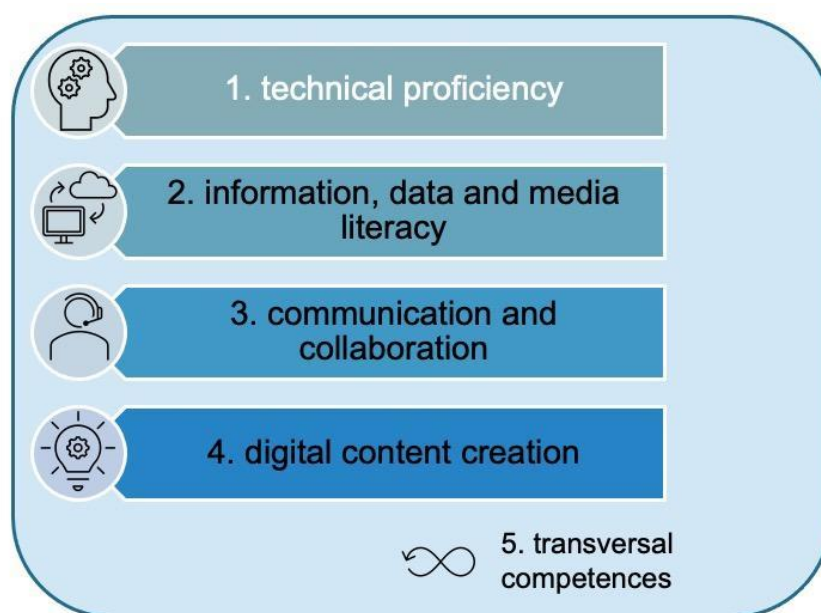 1. technical proficiency
2. information, data and media
literacy
3. communication and
collaboration
4. digital content creation
5. transversal
competences